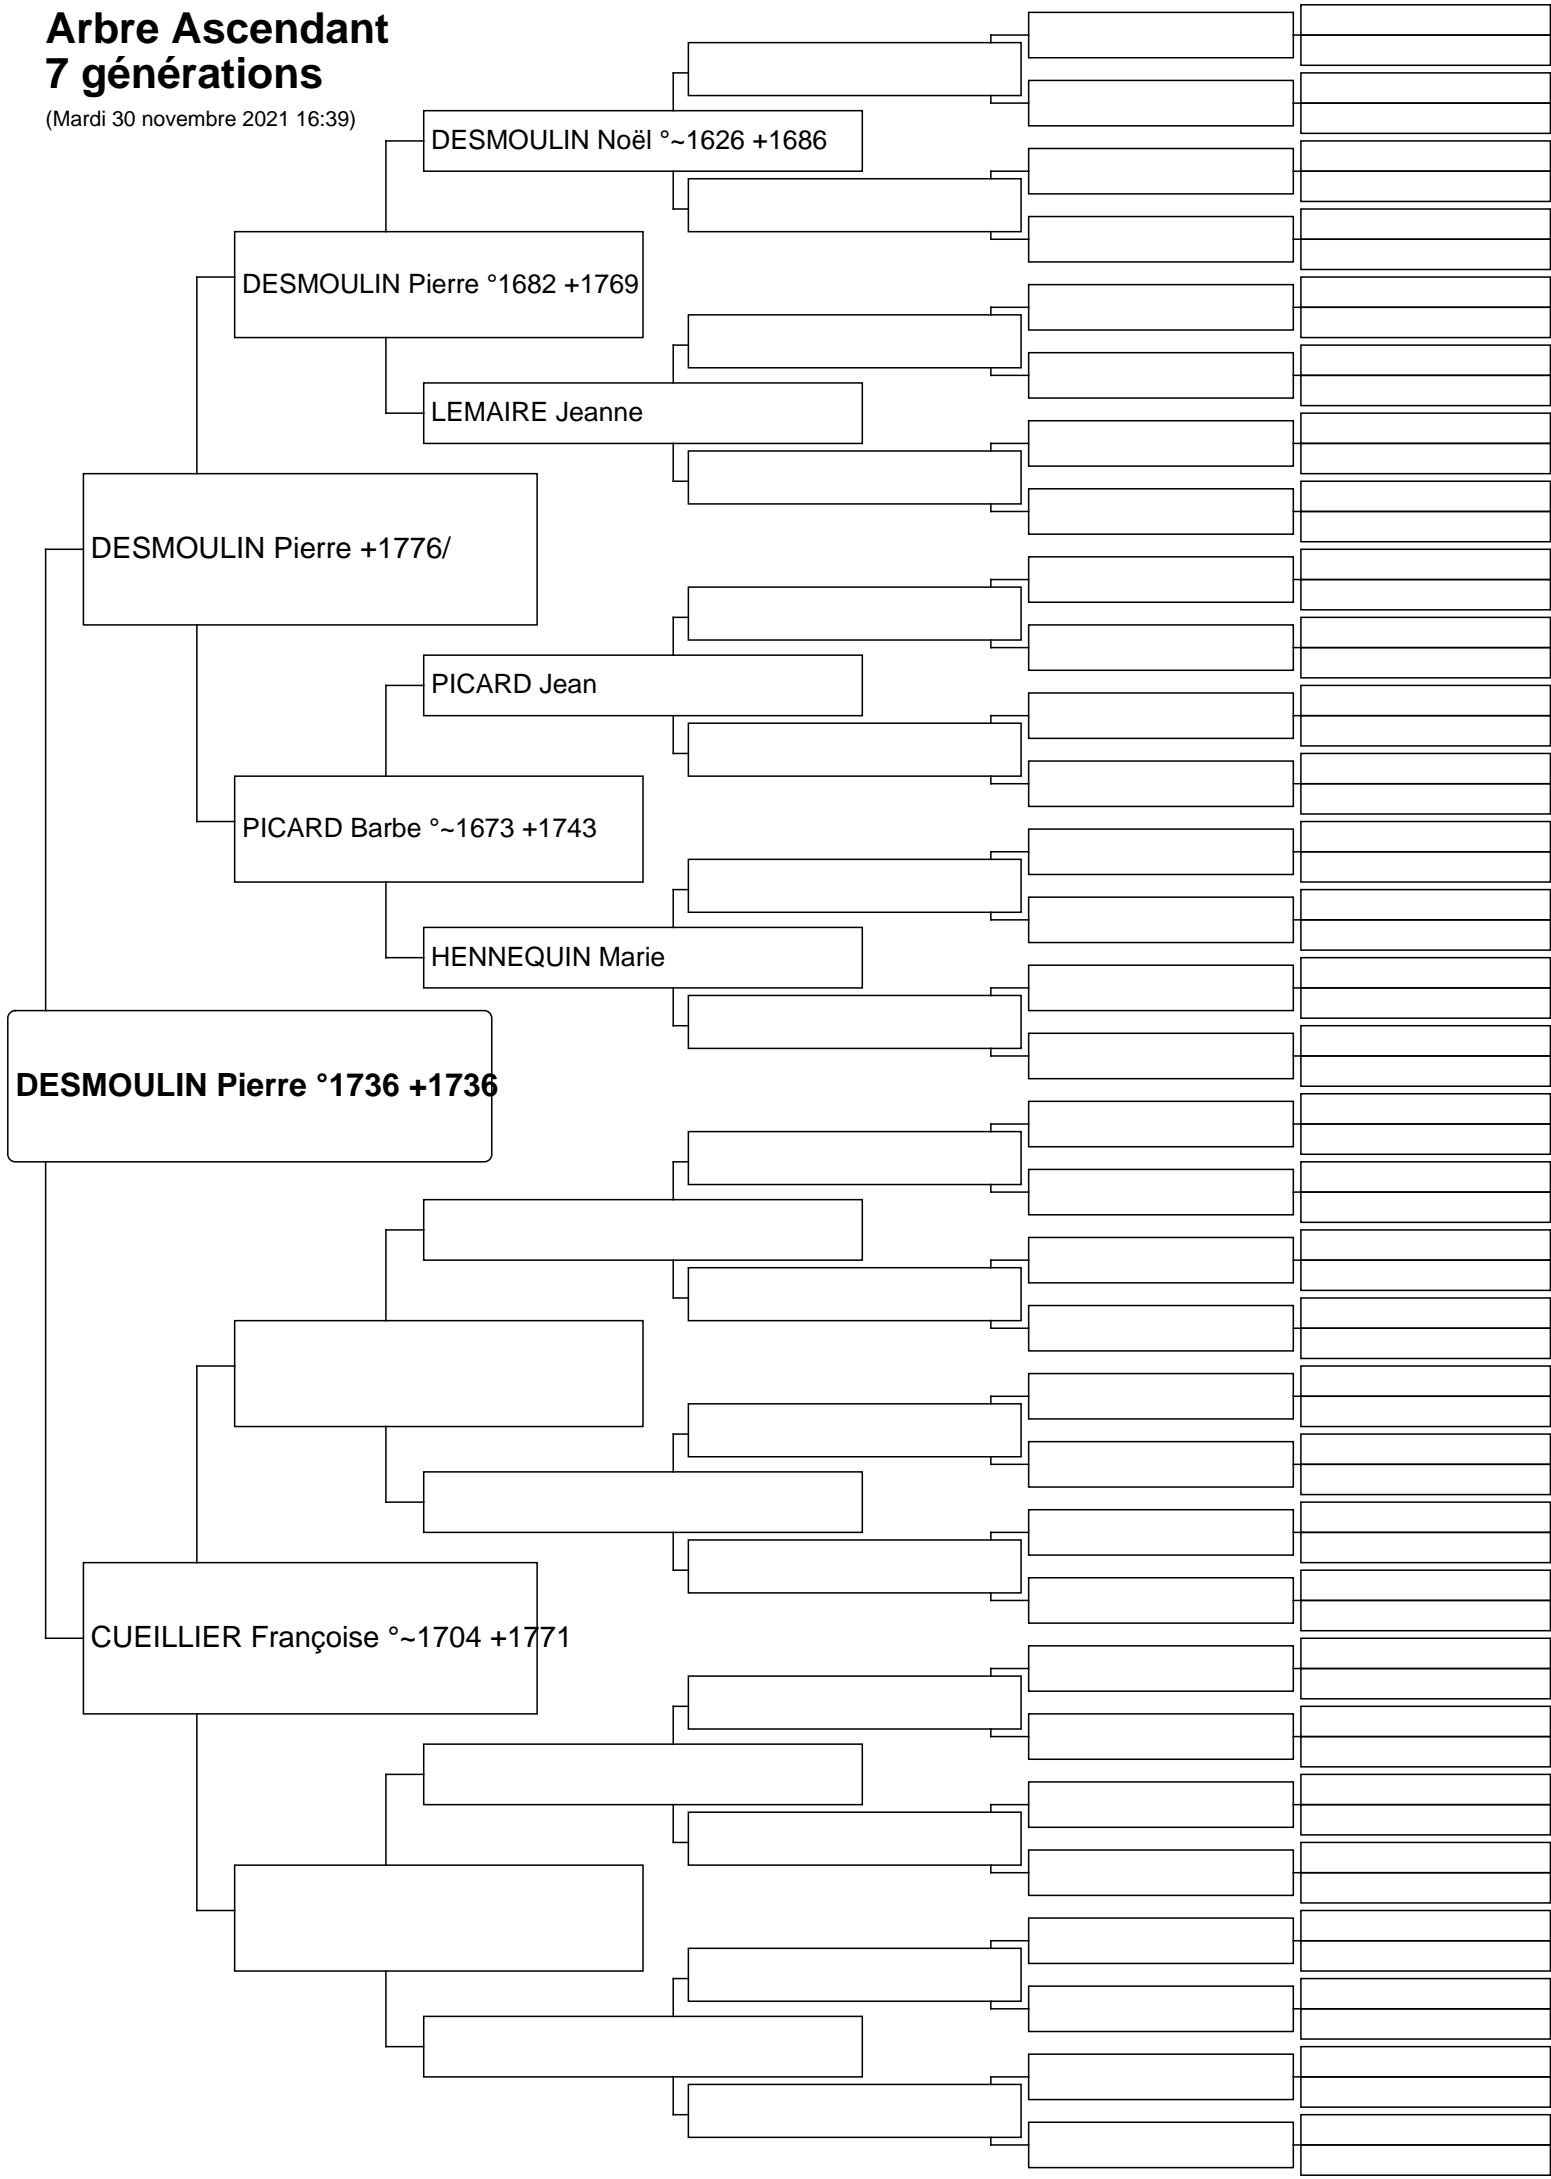 Arbre Ascendant
7 générations
(Mardi 30 novembre 2021 16:39)
DESMOULIN Noël °~1626 +1686
DESMOULIN Pierre °1682 +1769
LEMAIRE Jeanne
DESMOULIN Pierre +1776/
PICARD Jean
PICARD Barbe °~1673 +1743
HENNEQUIN Marie
DESMOULIN Pierre °1736 +1736
CUEILLIER Françoise °~1704 +1771